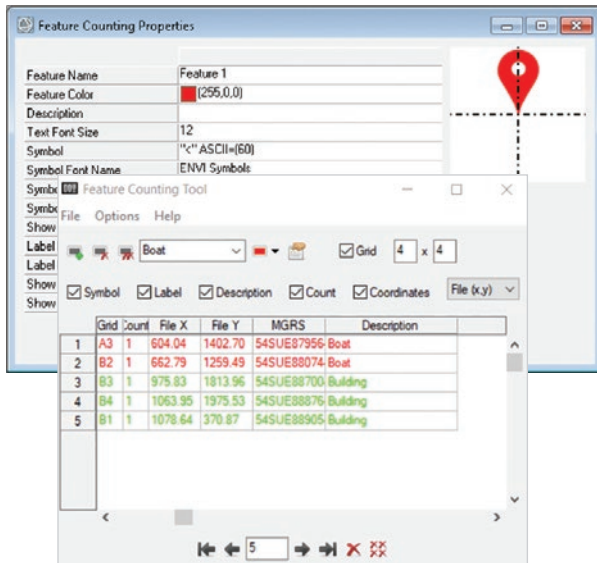 Feature Counting Properties
Feature Name Feature 1
Feature Color (255,0,0)
Description
Text Font Size 12
Symbol "<" ASCII=(60)
Symbol Font Name ENVI Symbols
Feature Counting Tool
File Options Help
Show
Label
Label
Show
Show
Boat Grid 4 x 4
Symbol Label Description Count Coordinates File (x,y)
Grid Count File X File Y MGRS Description
1 A3 1 604.04 1402.70 54SUE87956 Boat
2 B2 1 662.79 1259.49 54SUE88074 Boat
3 B3 1 975.83 1813.96 54SUE88700 Building
4 B4 1 1063.95 1975.53 54SUE88876 Building
5 B1 1 1078.64 370.87 54SUE88905 Building
5